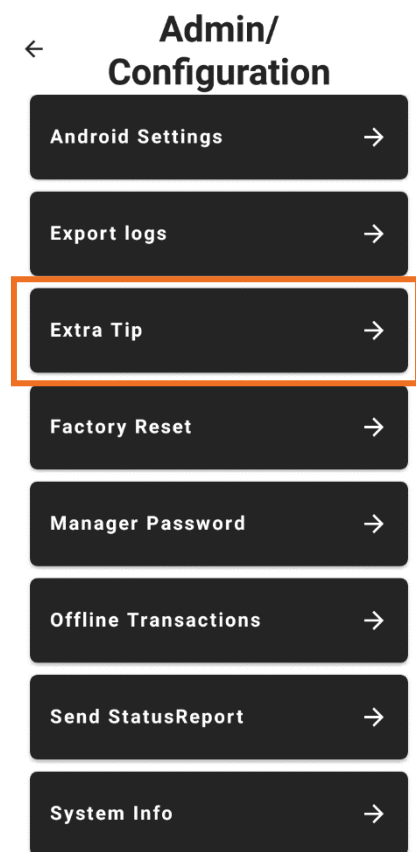 Admin/
Configuration
Android Settings
Export logs
Extra Tip
Factory Reset
Manager Password
Offline Transactions
Send StatusReport
System Info